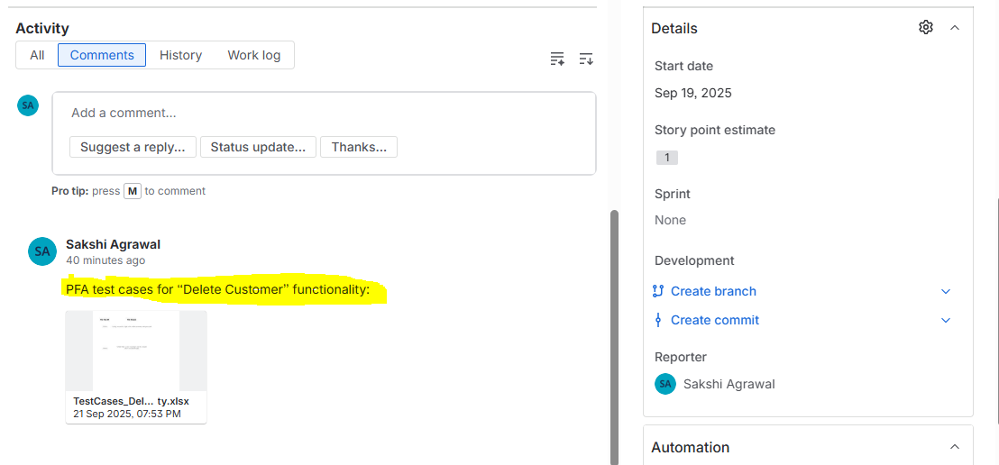 Activity
All
Comments
History
Work log
SA
Add a comment...
Suggest a reply...
Status update...
Thanks...
Pro tip: press M to comment
SA
Sakshi Agrawal
40 minutes ago
PFA test cases for “Delete Customer” functionality:
TestCases_Del... ty.xlsx
21 Sep 2025, 07:53 PM
Details
Start date
Sep 19, 2025
Story point estimate
1
Sprint
None
Development
Create branch
Create commit
Reporter
SA
Sakshi Agrawal
Automation